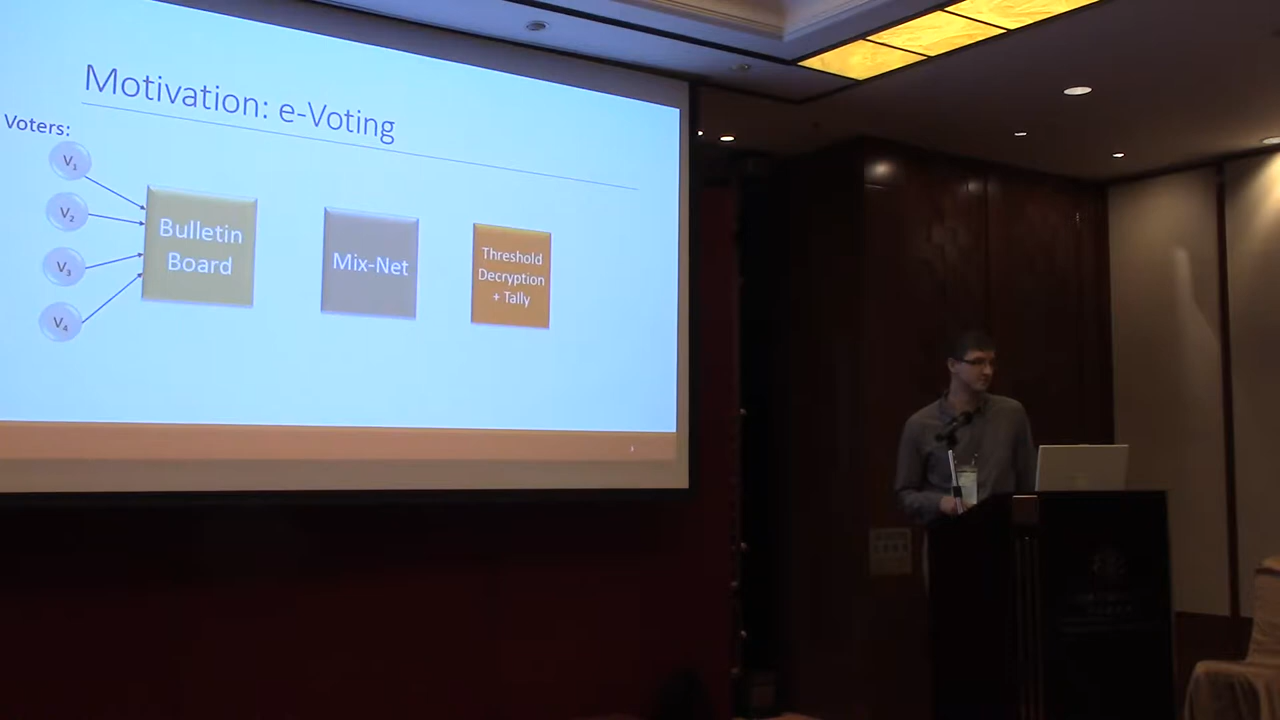 Motivation: e-Voting
Voters:
V1
V2
V3
V4
Bulletin
Board
Mix-Net
Threshold
Decryption
+ Tally